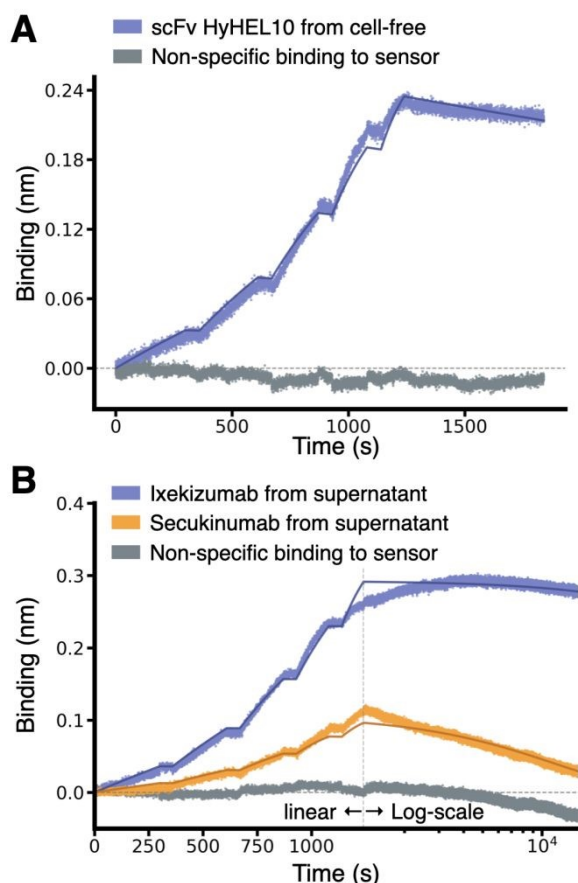 A
scFv HyHEL10 from cell-free
Non-specific binding to sensor
0.24
0.18
0.12
0.06
0.00
Binding (nm)
0 500 1000 1500
Time (s)
B
Ixekizumab from supernatant
Secukinumab from supernatant
Non-specific binding to sensor
0.4
0.3
0.2
0.1
0.0
Binding (nm)
linear Log-scale
0 250 500 750 1000 10⁴
Time (s)